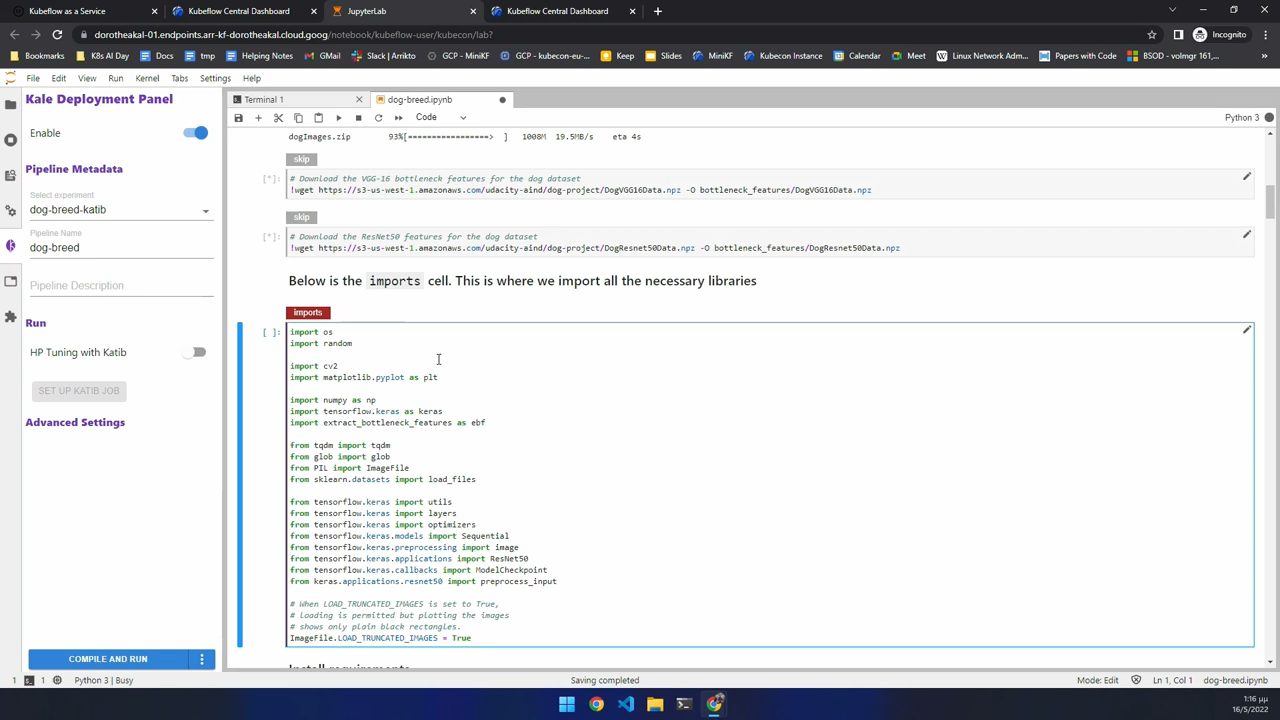 Kubeflow as a Service
Kubeflow Central Dashboard
JupyterLab
Kubeflow Central Dashboard
dorotheakal-01.endpoints.arr-kf-dorotheakal.cloud.goog/notebook/kubeflow-user/kubecon/lab?
Incognito
Bookmarks
K8s AI Day
Docs
docs
Helping Notes
GMail
Slack | Arrikto
GCP - MiniKF
GCP - kubecon-eu-...
Keep
Slides
MiniKF
Kubecon Instance
Calendar
Meet
Linux Network Adm...
Papers with Code
BSOD - volmgr 161,...
File Edit View Run Kernel Tabs Settings Help
Kale Deployment Panel
Enable
Pipeline Metadata
Select experiment
dog-breed-katib
Pipeline Name
dog-breed
Pipeline Description
Run
HP Tuning with Katib
SET UP KATIB JOB
Advanced Settings
COMPILE AND RUN
Terminal 1
dog-breed.ipynb
Code
Python 3
dogImages.zip 93%[================> ] 1008M 19.5MB/s eta 4s
skip
[*]:
# Download the VGG-16 bottleneck features for the dog dataset
!wget https://s3-us-west-1.amazonaws.com/udacity-aind/dog-project/DogVGG16Data.npz -O bottleneck_features/DogVGG16Data.npz
skip
[*]:
# Download the ResNet50 features for the dog dataset
!wget https://s3-us-west-1.amazonaws.com/udacity-aind/dog-project/DogResnet50Data.npz -O bottleneck_features/DogResnet50Data.npz
Below is the imports cell. This is where we import all the necessary libraries
imports
[ ]:
import os
import random
import cv2
import matplotlib.pyplot as plt
import numpy as np
import tensorflow.keras as keras
import extract_bottleneck_features as ebf
from tqdm import tqdm
from glob import glob
from PIL import ImageFile
from sklearn.datasets import load_files
from tensorflow.keras import utils
from tensorflow.keras import layers
from tensorflow.keras import optimizers
from tensorflow.keras.models import Sequential
from tensorflow.keras.preprocessing import image
from tensorflow.keras.applications import ResNet50
from tensorflow.keras.callbacks import ModelCheckpoint
from keras.applications.resnet50 import preprocess_input
# When LOAD_TRUNCATED_IMAGES is set to True,
# loading is permitted but plotting the images
# shows only plain black rectangles.
ImageFile.LOAD_TRUNCATED_IMAGES = True
Install requirements
1 1 Python 3 | Busy
Saving completed
Mode: Edit
Ln 1, Col 1
dog-breed.ipynb
1:16 μμ
16/5/2022